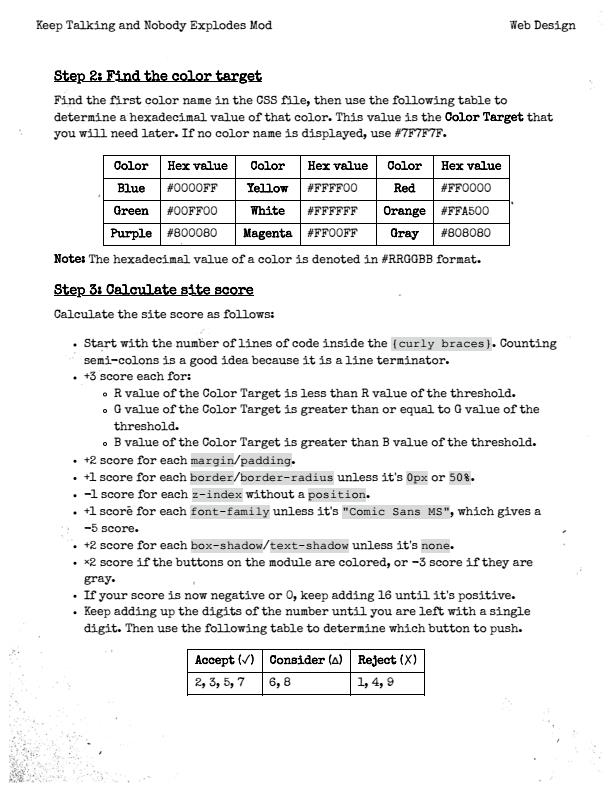 Keep Talking and Nobody Explodes Mod Web Design
Step 2: Find the color target
Find the first color name in the CSS file, then use the following table to
determine a hexadecimal value of that color. This value is the Color Target that
you will need later. If no color name is displayed, use #7F7F7F.
Color Hex value Color Hex value Color Hex value
Blue #0000FF Yellow #FFFF00 Red #FF0000
Green #00FF00 White #FFFFFF Orange #FFA500
Purple #800080 Magenta #FF00FF Gray #808080
Note: The hexadecimal value of a color is denoted in #RRGGBB format.
Step 3: Calculate site score
Calculate the site score as follows:
• Start with the number of lines of code inside the {curly braces}. Counting
semi-colons is a good idea because it is a line terminator.
• +3 score each for:
∘ R value of the Color Target is less than R value of the threshold.
∘ G value of the Color Target is greater than or equal to G value of the
threshold.
∘ B value of the Color Target is greater than B value of the threshold.
• +2 score for each margin/padding.
• +1 score for each border/border-radius unless it's 0px or 50%.
• -1 score for each z-index without a position.
• +1 score for each font-family unless it's "Comic Sans MS", which gives a
-5 score.
• +2 score for each box-shadow/text-shadow unless it's none.
• ×2 score if the buttons on the module are colored, or -3 score if they are
gray.
• If your score is now negative or 0, keep adding 16 until it's positive.
• Keep adding up the digits of the number until you are left with a single
digit. Then use the following table to determine which button to push.
Accept (✓) Consider (Δ) Reject (X)
2, 3, 5, 7 6, 8 1, 4, 9